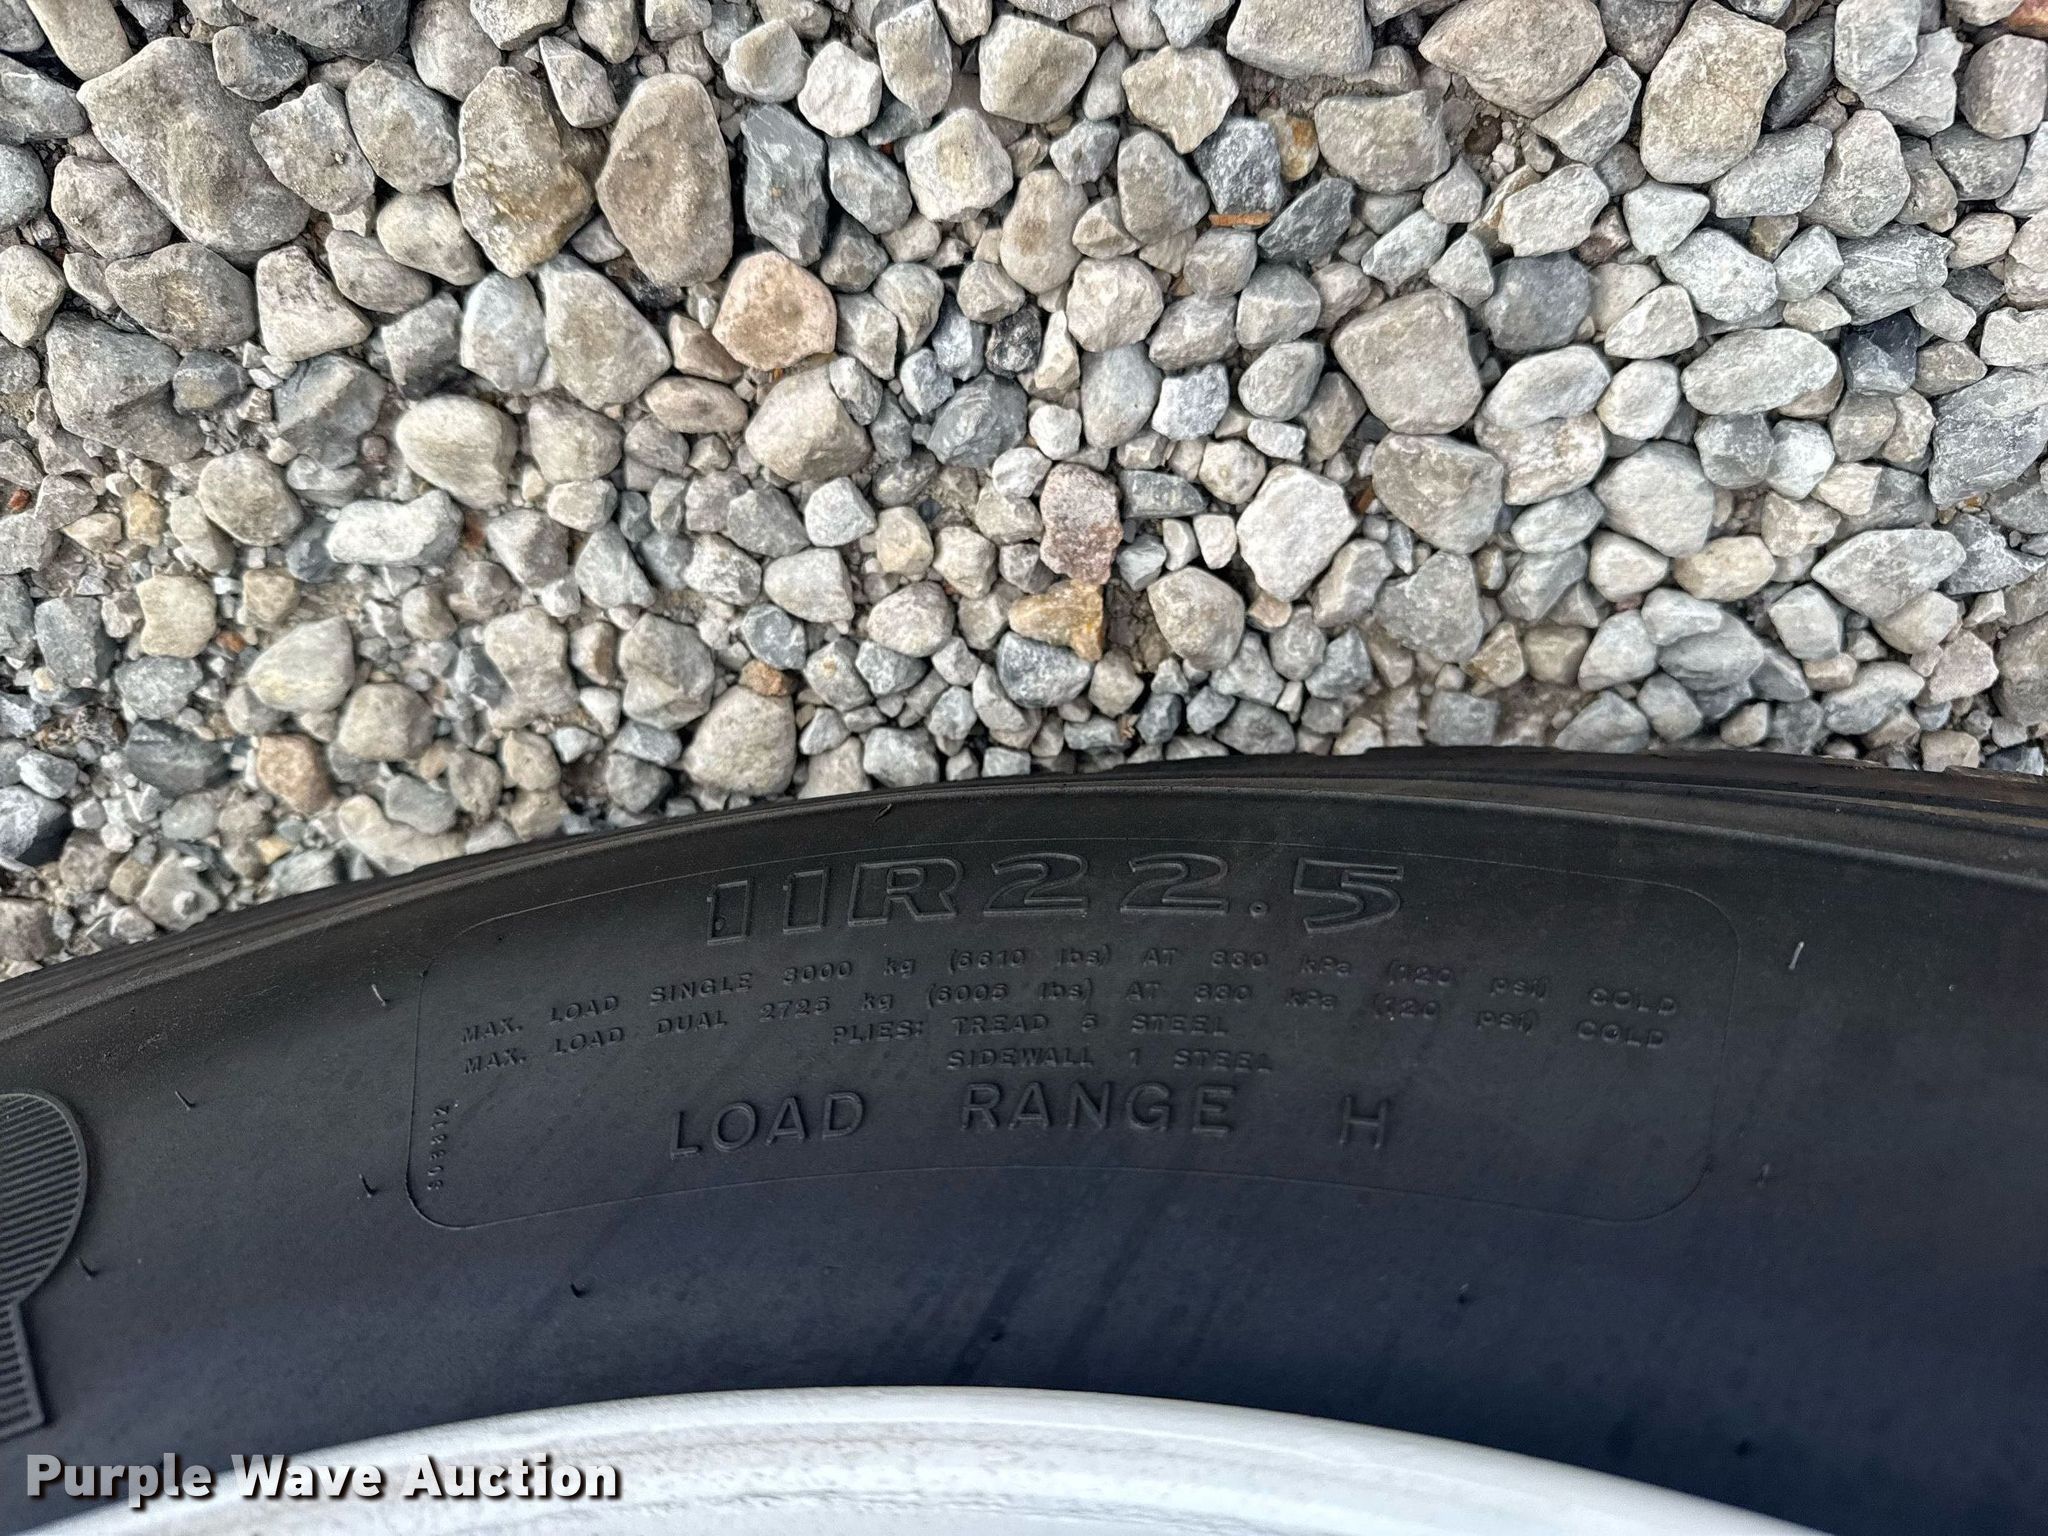 11R22.5
MAX. LOAD SINGLE 3000 kg (6610 lbs) AT 830 kPa (120 psi) COLD
MAX. LOAD DUAL 2725 kg (6005 lbs) AT 830 kPa (120 psi) COLD
PLIES: TREAD 5 STEEL
SIDEWALL 1 STEEL
LOAD RANGE H
Purple Wave Auction